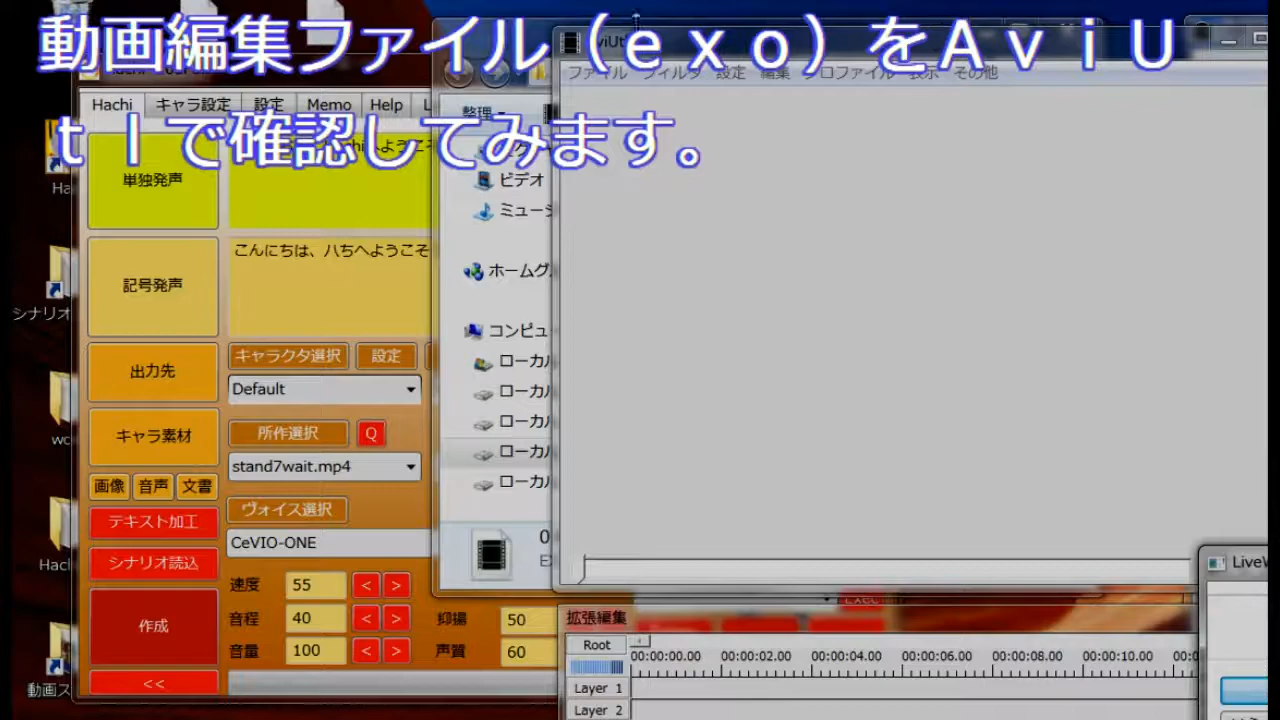 動画編集ファイル（ｅｘｏ）をＡｖｉＵ
ｔｌで確認してみます。
ファイル フィルタ 設定 編集 プロファイル 表示 その他
Hachi キャラ設定 設定 Memo Help
整理
単独発声
ビデオ
ミュー
記号発声
こんにちは、ハちへようこそ
ホームグ
コンピュ
シナリオ
出力先
キャラクタ選択 設定
Default
ローカル
ローカル
ローカル
ローカル
ローカル
キャラ素材
所作選択 Q
stand7wait.mp4
画像 音声 文書
ヴォイス選択
テキスト加工
CeVIO-ONE
シナリオ読込
Hac
LiveW
速度 55 < >
音程 40 < > 抑揚 50
音量 100 < > 声質 60
作成
<<
動画ス
拡張編集
Root
00:00:00.00 00:00:02.00 00:00:04.00 00:00:06.00 00:00:08.00 00:00:10.00 00:0
Layer 1
Layer 2